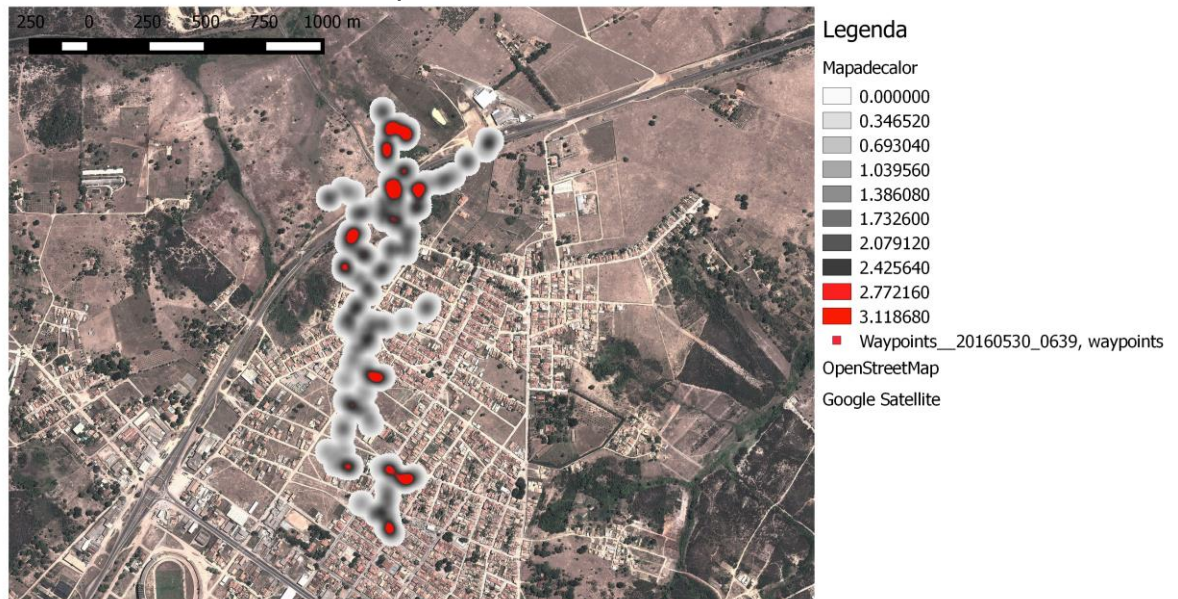 250 0 250 500 750 1000 m
Legenda
Mapadecalor
0.000000
0.346520
0.693040
1.039560
1.386080
1.732600
2.079120
2.425640
2.772160
3.118680
Waypoints__20160530_0639, waypoints
OpenStreetMap
Google Satellite